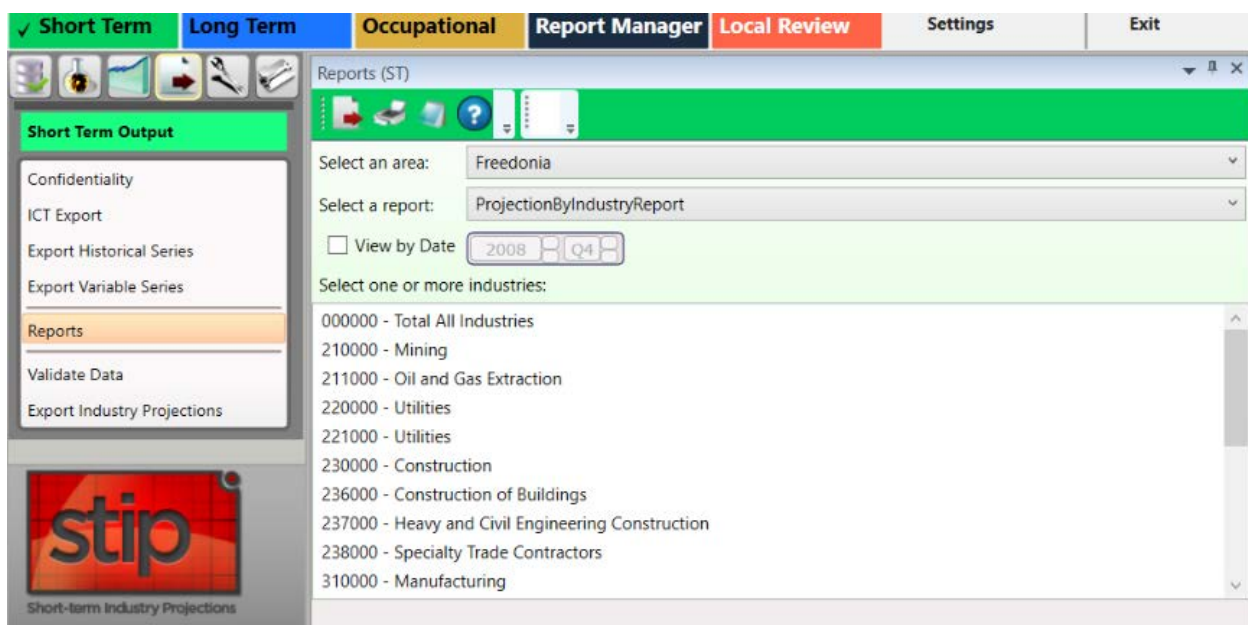 ✓ Short Term Long Term Occupational Report Manager Local Review Settings Exit
Reports (ST)
Short Term Output
Confidentiality
ICT Export
Export Historical Series
Export Variable Series
Reports
Validate Data
Export Industry Projections
stip
Short-term Industry Projections
?
Select an area: Freedonia
Select a report: ProjectionByIndustryReport
View by Date 2008 Q4
Select one or more industries:
000000 - Total All Industries
210000 - Mining
211000 - Oil and Gas Extraction
220000 - Utilities
221000 - Utilities
230000 - Construction
236000 - Construction of Buildings
237000 - Heavy and Civil Engineering Construction
238000 - Specialty Trade Contractors
310000 - Manufacturing